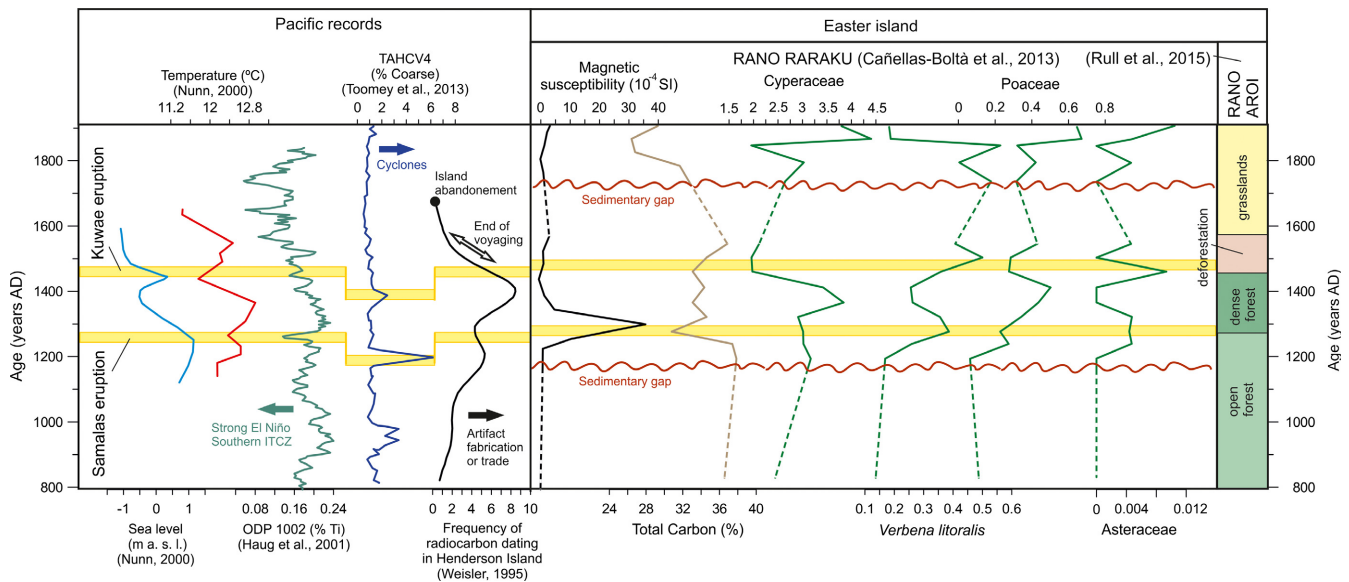 Pacific records
Easter island
RANO RARAKU (Cañellas-Boltà et al., 2013)
(Rull et al., 2015)
RANO
AROI
Temperature (ºC)
(Nunn, 2000)
11.2 12 12.8
TAHCV4
(% Coarse)
(Toomey et al., 2013)
0 2 4 6 8
Magnetic
susceptibility (10-4 SI)
0 10 20 30 40
Cyperaceae
1.5 2 2.5 3 3.5 4 4.5
Poaceae
0 0.2 0.4 0.6 0.8
Age (years AD)
1800
1600
1400
1200
1000
800
Kuwae eruption
Samalas eruption
Cyclones
Island
abandonement
End of
voyaging
Strong El Niño
Southern ITCZ
Artifact
fabrication
or trade
Sedimentary gap
Sedimentary gap
grasslands
deforestation
dense
forest
open
forest
1800
1600
1400
1200
1000
800
Age (years AD)
-1 0 1
Sea level
(m a. s. l.)
(Nunn, 2000)
0.08 0.16 0.24
ODP 1002 (% Ti)
(Haug et al., 2001)
0 2 4 6 8 10
Frequency of
radiocarbon dating
in Henderson Island
(Weisler, 1995)
24 28 32 36 40
Total Carbon (%)
0.1 0.2 0.3 0.4 0.5 0.6
Verbena litoralis
0 0.004 0.012
Asteraceae